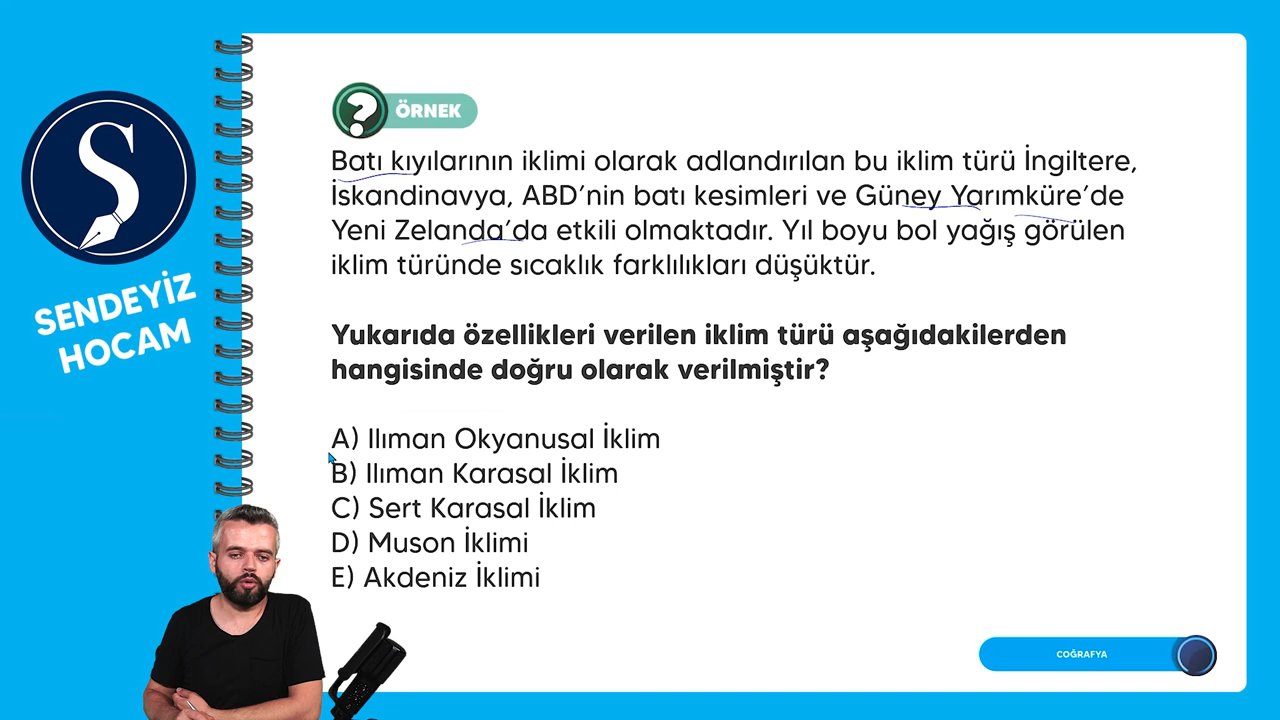 S
SENDEYİZ
HOCAM
? ÖRNEK
Batı kıyılarının iklimi olarak adlandırılan bu iklim türü İngiltere,
İskandinavya, ABD’nin batı kesimleri ve Güney Yarımküre’de
Yeni Zelanda’da etkili olmaktadır. Yıl boyu bol yağış görülen
iklim türünde sıcaklık farklılıkları düşüktür.
Yukarıda özellikleri verilen iklim türü aşağıdakilerden
hangisinde doğru olarak verilmiştir?
A) Ilıman Okyanusal İklim
B) Ilıman Karasal İklim
C) Sert Karasal İklim
D) Muson İklimi
E) Akdeniz İklimi
COĞRAFYA